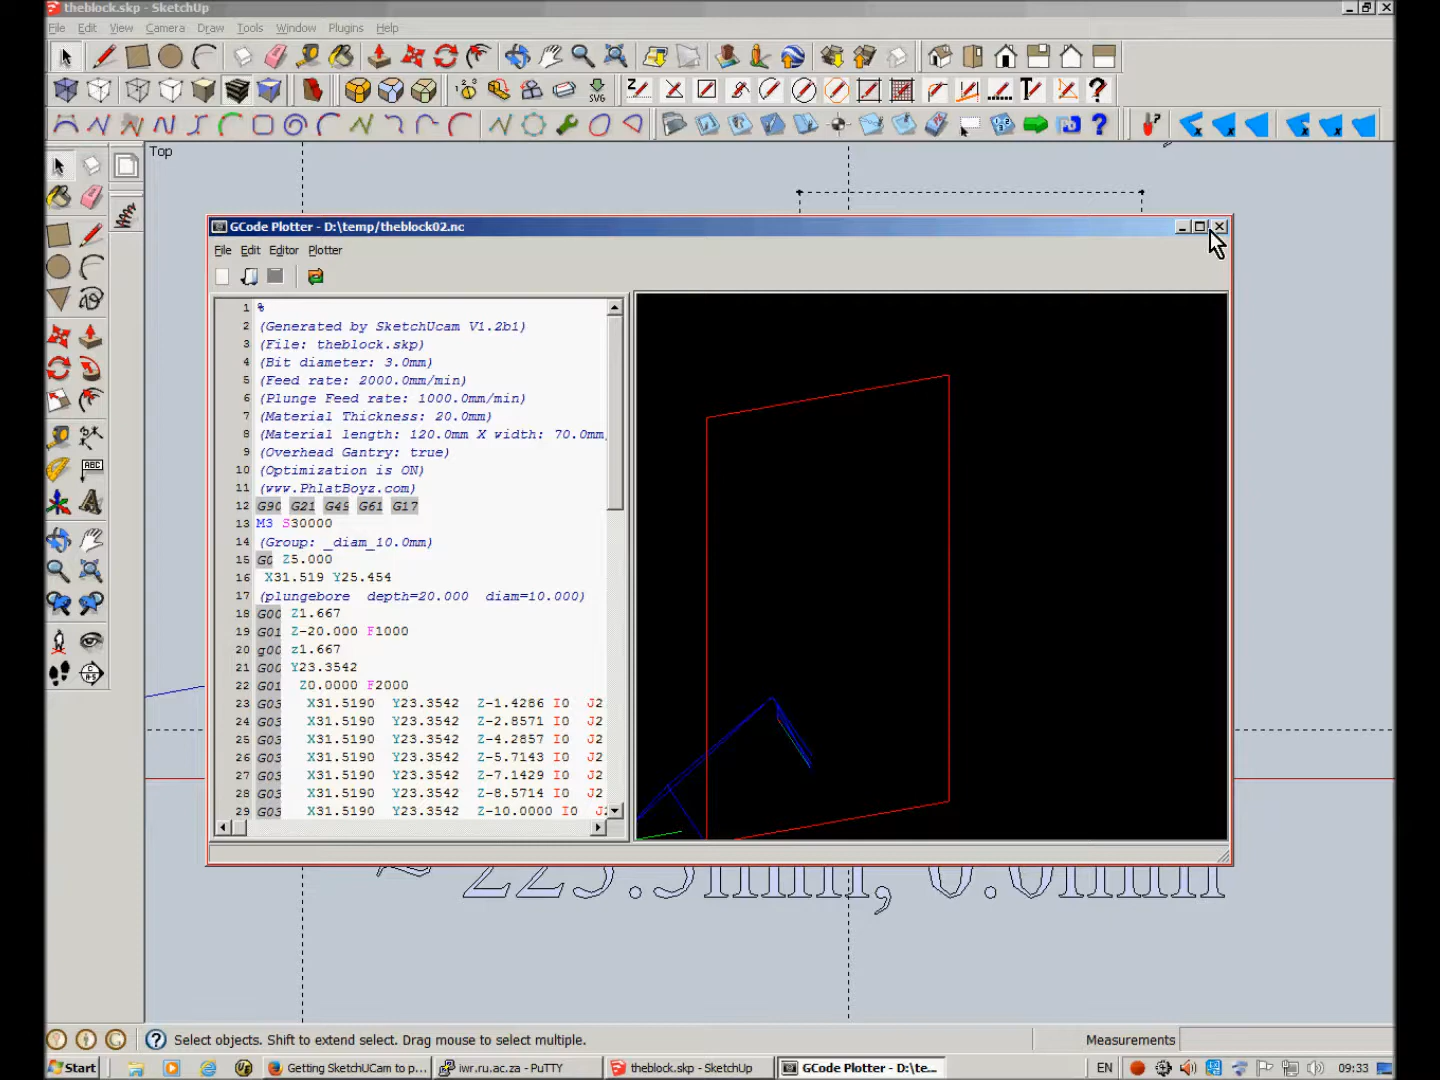 theblock.skp - SketchUp
File Edit View Camera Draw Tools Window Plugins Help
Top
GCode Plotter - D:\temp/theblock02.nc
File Edit Editor Plotter
1 %
2 (Generated by SketchUcam V1.2b1)
3 (File: theblock.skp)
4 (Bit diameter: 3.0mm)
5 (Feed rate: 2000.0mm/min)
6 (Plunge Feed rate: 1000.0mm/min)
7 (Material Thickness: 20.0mm)
8 (Material length: 120.0mm X width: 70.0mm
9 (Overhead Gantry: true)
10 (Optimization is ON)
11 (www.PhlatBoyz.com)
12 G90 G21 G49 G61 G17
13 M3 S30000
14 (Group: _diam_10.0mm)
15 G0 Z5.000
16 X31.519 Y25.454
17 (plungebore depth=20.000 diam=10.000)
18 G00 Z1.667
19 G01 Z-20.000 F1000
20 g00 z1.667
21 G00 Y23.3542
22 G01 Z0.0000 F2000
23 G03 X31.5190 Y23.3542 Z-1.4286 I0 J2
24 G03 X31.5190 Y23.3542 Z-2.8571 I0 J2
25 G03 X31.5190 Y23.3542 Z-4.2857 I0 J2
26 G03 X31.5190 Y23.3542 Z-5.7143 I0 J2
27 G03 X31.5190 Y23.3542 Z-7.1429 I0 J2
28 G03 X31.5190 Y23.3542 Z-8.5714 I0 J2
29 G03 X31.5190 Y23.3542 Z-10.0000 I0 J
Select objects. Shift to extend select. Drag mouse to select multiple.
Measurements
Start
Getting SketchUCam to p...
iwr.ru.ac.za - PuTTY
theblock.skp - SketchUp
GCode Plotter - D:\te...
EN
09:33